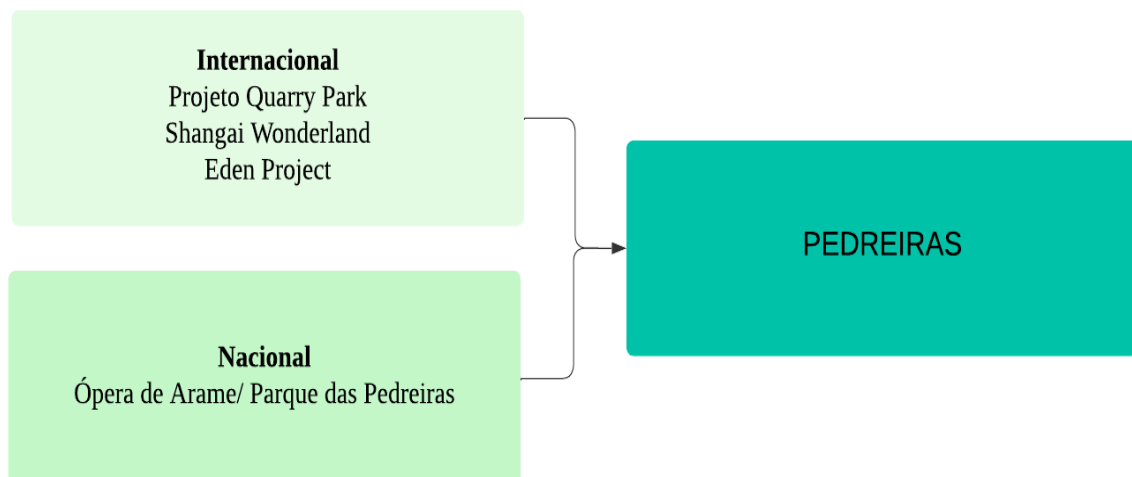 Internacional
Projeto Quarry Park
Shangai Wonderland
Eden Project
Nacional
Ópera de Arame/ Parque das Pedreiras
PEDREIRAS